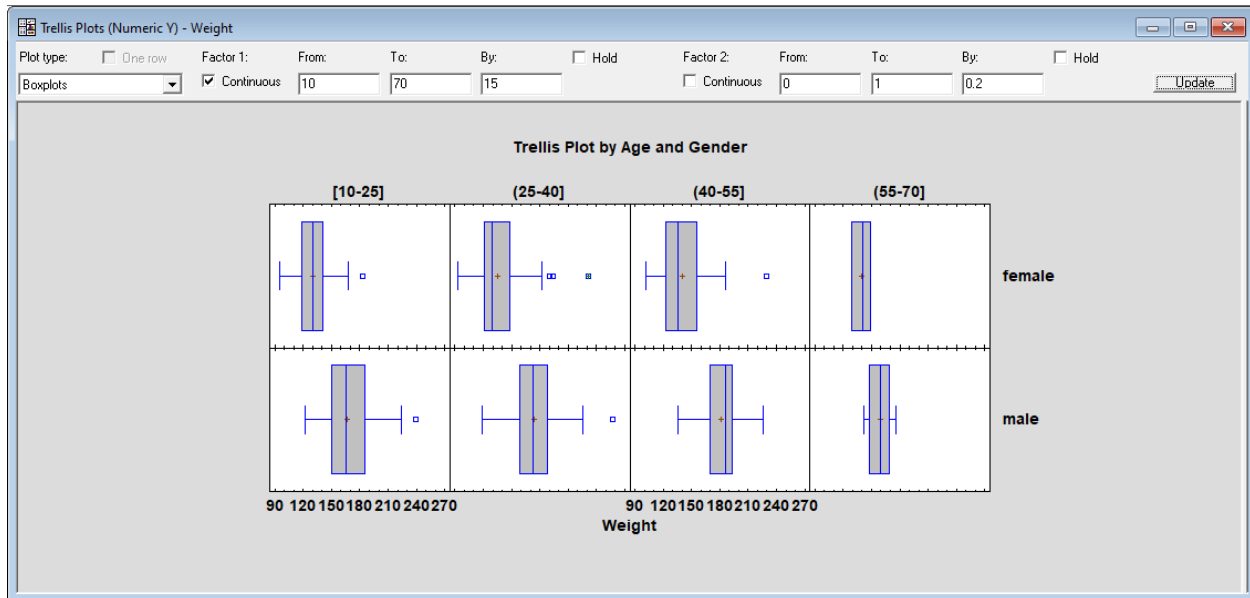 Trellis Plots (Numeric Y) - Weight
Plot type: One row Factor 1: From: To: By: Hold Factor 2: From: To: By: Hold
Boxplots Continuous 10 70 15 Continuous 0 1 0.2 Update
Trellis Plot by Age and Gender
[10-25] (25-40] (40-55] (55-70]
female
male
90 120 150 180 210 240 270 90 120 150 180 210 240 270
Weight